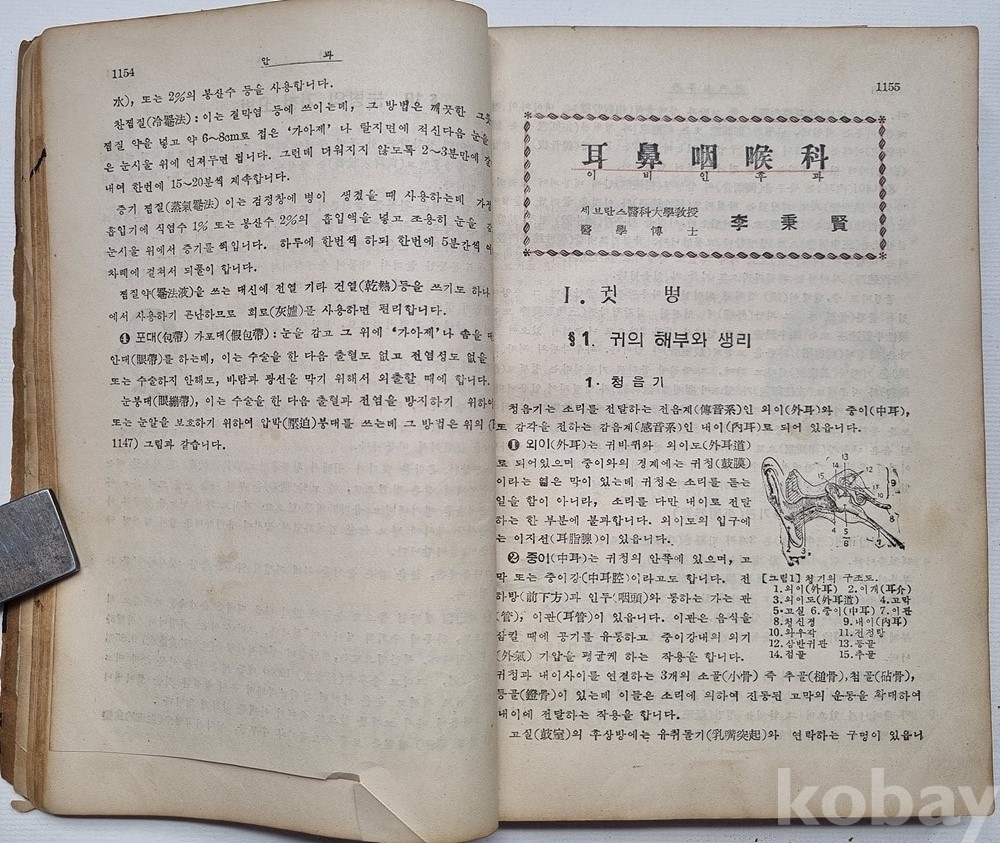 1154
안 과
水), 또는 2%의 봉산수 등을 사용합니다.
찬찜질(冷罨法) : 이는 결막염 등에 쓰이는데, 그 방법은 깨끗한
찜질 약을 넣고 약 6~8cm로 접은 ‘가아제’ 나 탈지면에 적신다음 눈을
은 눈시울 위에 얹져두면 됩니다. 그런데 더워지지 않도록 2~3분만에
내여 한번에 15~20분씩 계속합니다.
증기 찜질(蒸氣罨法) 이는 검정창에 병이 생겼을 때 사용하는데
흡입기에 식염수 1% 또는 봉산수 2%의 흡입액을 넣고 조용히 눈을
눈시울 위에서 증기를 씩입니다. 하루에 한번씩 하되 한번에 5분간씩
차례에 걸쳐서 되풀이 합니다.
찜질약(罨法液)을 쓰는 대신에 전열 기타 전열(乾熱)등을 쓰기도 하나
에서 사용하기 곤난하므로 회로(灰爐)를 사용하면 편리합니다.
❹ 포대(包帶) 가포대(假包帶) : 눈을 감고 그 위에 ‘가아제’나 솜을
안대(眼帶)를 하는데, 이는 수술을 한 다음 출혈도 없고 전염성도 없을
또는 수술하지 안해도, 바람과 광선을 막기 위해서 외출할 때에 합니다.
눈봉대(眼繃帶), 이는 수술을 한 다음 출혈과 전염을 방지하기 위하여
또는 눈알을 보호하기 위하여 압박(壓迫)봉대를 쓰는데 그 방법은 위의
1147) 그림과 같습니다.
1155
耳鼻咽喉科
이 비 인 후 과
세브란스醫科大學敎授
醫學博士 李秉賢
I. 귓 병
§1. 귀의 해부와 생리
1. 청음기
청음기는 소리를 전달하는 전음계(傳音系)인 외이(外耳)와 중이(中耳),
또 감각을 전하는 감음계(感音系)인 내이(內耳)로 되어 있읍니다.
❶ 외이(外耳)는 귀바퀴와 외이도(外耳道)
로 되어있으며 중이와의 경계에는 귀청(鼓膜)
이라는 엷은 막이 있는데 귀청은 소리를 듣는
일을 함이 아니라, 소리를 다만 내이로 전달
하는 한 부분에 불과합니다. 외이도의 입구에
는 이지선(耳脂腺)이 있읍니다.
❷ 중이(中耳)는 귀청의 안쪽에 있으며, 고
막 또는 중이강(中耳腔)이라고도 합니다. 전
하방(前下方)과 인두(咽頭)와 통하는 가는 관
(管), 이관(耳管)이 있읍니다. 이관은 음식을
삼킬 때에 공기를 유통하고 중이강내의 외기
(外氣) 기압을 평균케 하는 작용을 합니다.
[그림1] 청기의 구조도.
1.외이(外耳) 2.이개(耳介)
3.외이도(外耳道) 4.고막
5.고실 6.중이(中耳) 7.이관
8.청신경 9.내이(內耳)
10.와우각 11.전정랑
12.삼반귀관 13.등골
14.점골 15.추골
귀청과 내이사이를 연결하는 3개의 소골(小骨) 즉 추골(槌骨),침골(砧骨),
등골(鐙骨)이 있는데 이들은 소리에 의하여 진동된 고막의 운동을 확대하여
내이에 전달하는 작용을 합니다.
고실(鼓室)의 후상방에는 유취돌기(乳嘴突起)와 연락하는 구멍이 있읍니
kobay